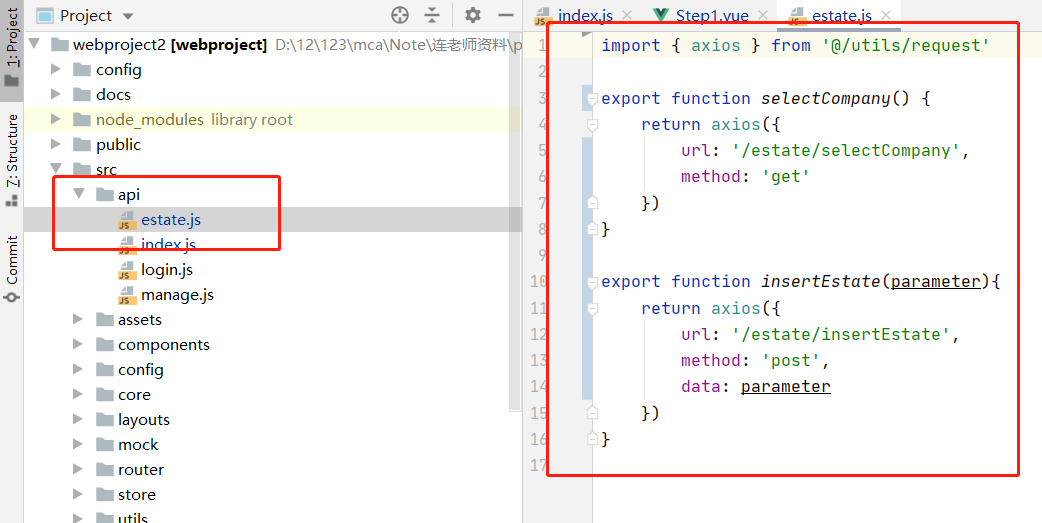 Project
index.js
Step1.vue
estate.js
1: Project
Z: Structure
Commit
webproject2 [webproject] D:\12\123\mca\Note\连老师资料\p
config
docs
node_modules library root
public
src
api
estate.js
index.js
login.js
manage.js
assets
components
config
core
layouts
mock
router
store
utils
1 import { axios } from '@/utils/request'
2
3 export function selectCompany() {
4 return axios({
5 url: '/estate/selectCompany',
6 method: 'get'
7 })
8 }
9
10 export function insertEstate(parameter){
11 return axios({
12 url: '/estate/insertEstate',
13 method: 'post',
14 data: parameter
15 })
16 }
17